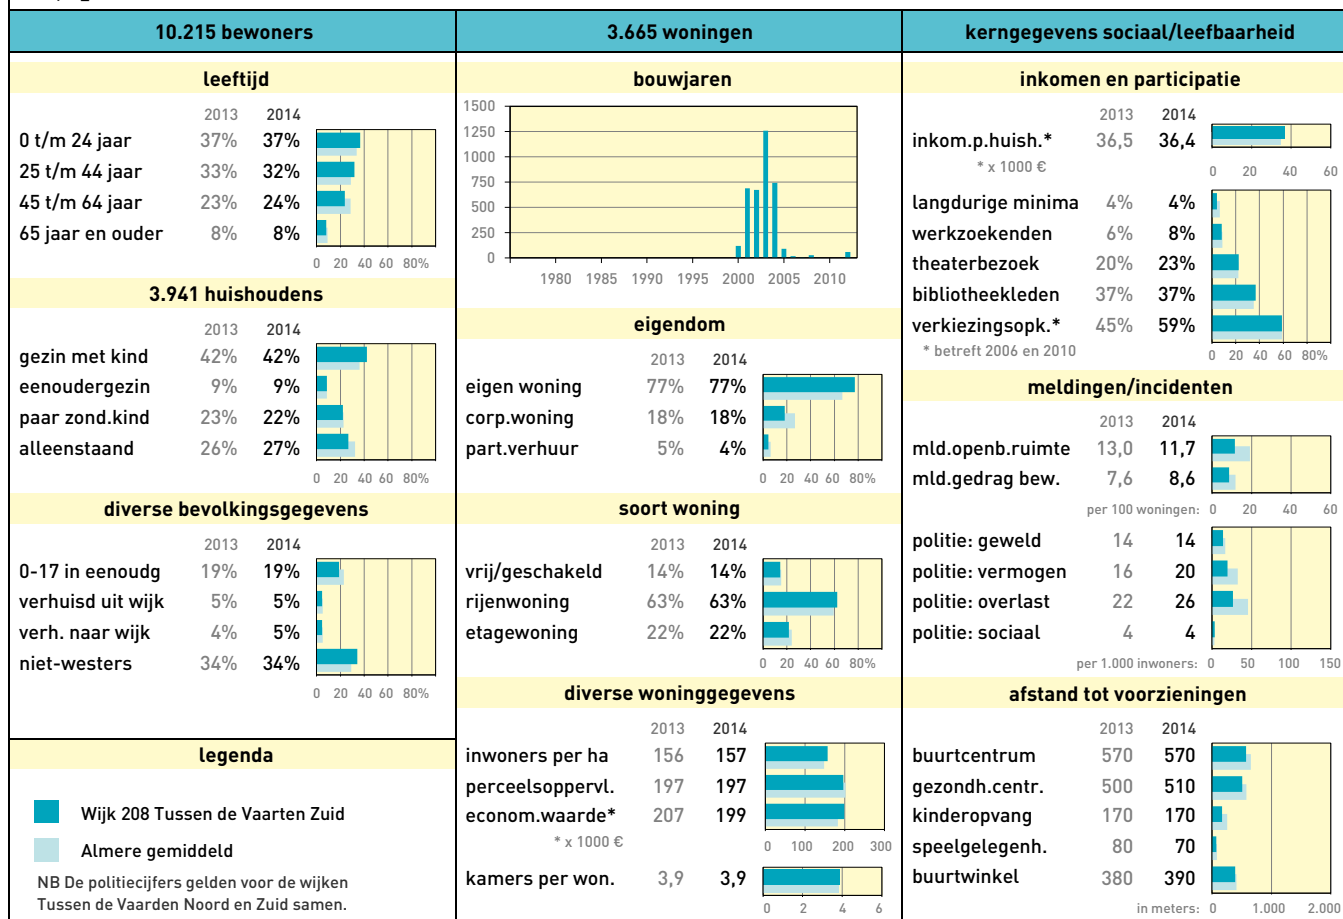 10.215 bewoners
leeftijd
2013 2014
0 t/m 24 jaar 37% 37%
25 t/m 44 jaar 33% 32%
45 t/m 64 jaar 23% 24%
65 jaar en ouder 8% 8%
0 20 40 60 80%
3.941 huishoudens
2013 2014
gezin met kind 42% 42%
eenoudergezin 9% 9%
paar zond.kind 23% 22%
alleenstaand 26% 27%
0 20 40 60 80%
diverse bevolkingsgegevens
2013 2014
0-17 in eenoudg 19% 19%
verhuisd uit wijk 5% 5%
verh. naar wijk 4% 5%
niet-westers 34% 34%
0 20 40 60 80%
legenda
Wijk 208 Tussen de Vaarten Zuid
Almere gemiddeld
NB De politiecijfers gelden voor de wijken
Tussen de Vaarden Noord en Zuid samen.
3.665 woningen
bouwjaren
1500
1250
1000
750
500
250
0
1980 1985 1990 1995 2000 2005 2010
eigendom
2013 2014
eigen woning 77% 77%
corp.woning 18% 18%
part.verhuur 5% 4%
0 20 40 60 80%
soort woning
2013 2014
vrij/geschakeld 14% 14%
rijenwoning 63% 63%
etagewoning 22% 22%
0 20 40 60 80%
diverse woninggegevens
2013 2014
inwoners per ha 156 157
perceelsoppervl. 197 197
econom.waarde* 207 199
* x 1000 €
0 100 200 300
kamers per won. 3,9 3,9
0 2 4 6
kerngegevens sociaal/leefbaarheid
inkomen en participatie
2013 2014
inkom.p.huish.* 36,5 36,4
* x 1000 €
0 20 40 60
langdurige minima 4% 4%
werkzoekenden 6% 8%
theaterbezoek 20% 23%
bibliotheekleden 37% 37%
verkiezingsopk.* 45% 59%
* betreft 2006 en 2010
0 20 40 60 80%
meldingen/incidenten
2013 2014
mld.openb.ruimte 13,0 11,7
mld.gedrag bew. 7,6 8,6
per 100 woningen: 0 20 40 60
politie: geweld 14 14
politie: vermogen 16 20
politie: overlast 22 26
politie: sociaal 4 4
per 1.000 inwoners: 0 50 100 150
afstand tot voorzieningen
2013 2014
buurtcentrum 570 570
gezondh.centr. 500 510
kinderopvang 170 170
speelgelegenh. 80 70
buurtwinkel 380 390
in meters: 0 1.000 2.000